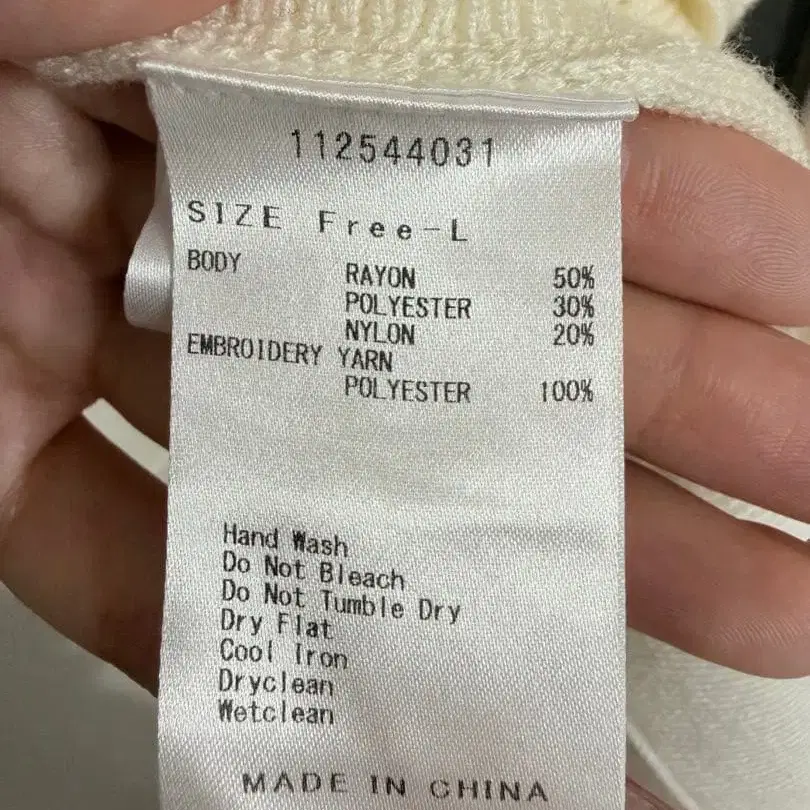 112544031
SIZE Free-L
BODY
RAYON 50%
POLYESTER 30%
NYLON 20%
EMBROIDERY YARN
POLYESTER 100%
Hand Wash
Do Not Bleach
Do Not Tumble Dry
Dry Flat
Cool Iron
Dryclean
Wetclean
MADE IN CHINA